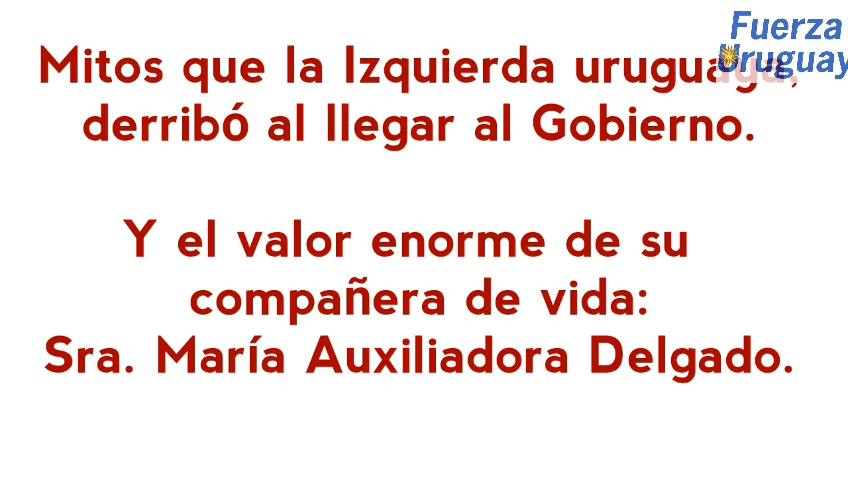 Fuerza
Uruguay
Mitos que la Izquierda uruguaya,
derribó al llegar al Gobierno.
Y el valor enorme de su
compañera de vida:
Sra. María Auxiliadora Delgado.